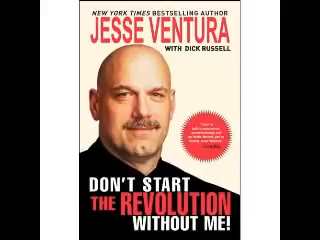 NEW YORK TIMES BESTSELLING AUTHOR
JESSE VENTURA
WITH DICK RUSSELL
DON'T START
THE REVOLUTION
WITHOUT ME!